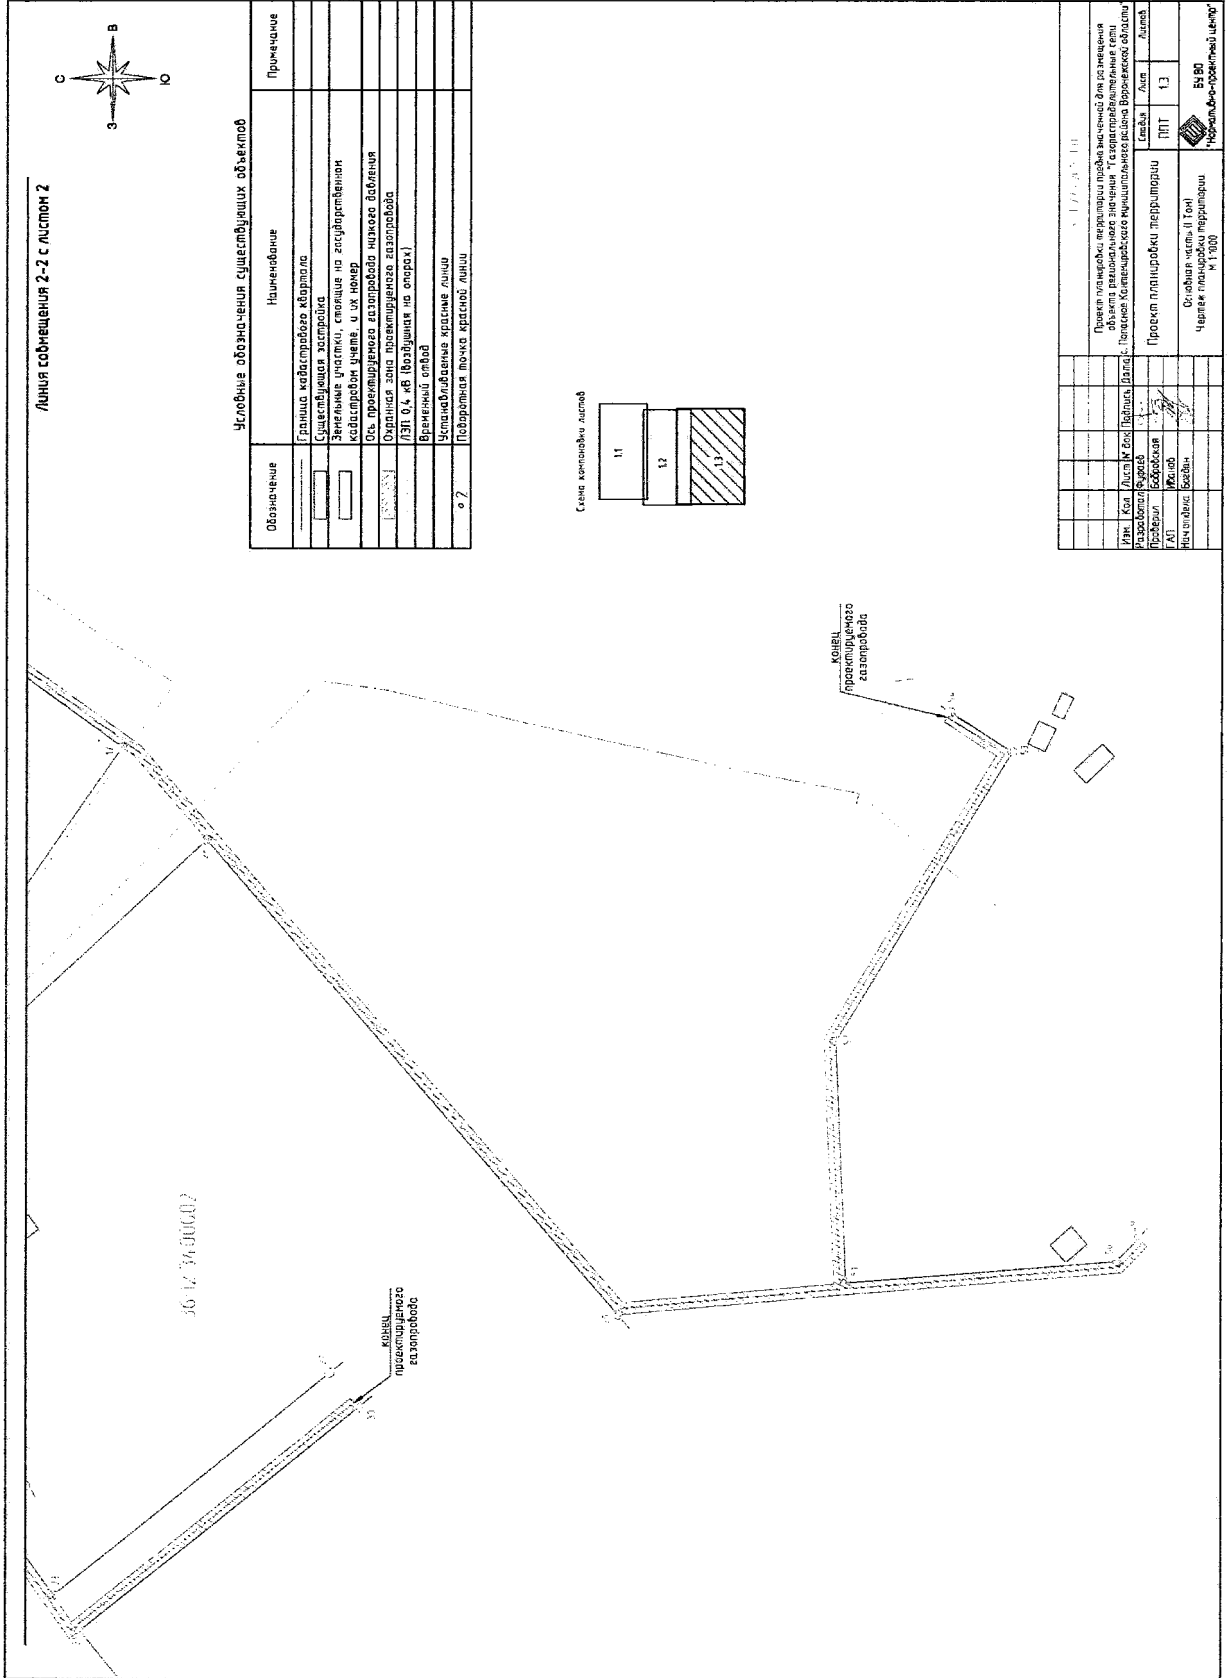 Линия совмещения 2-2 с листом 2
С
В
Ю
З
Условные обозначения существующих объектов
Обозначение
Наименование
Примечание
Граница кадастрового квартала
Существующая застройка
Земельные участки, стоящие на государственном
кадастровом учете, и их номер
Ось проектируемого газопровода низкого давления
Охранная зона проектируемого газопровода
ЛЭП 0,4 кВ (воздушная на опорах)
Временный отвод
Устанавливаемые красные линии
2
Поворотная точка красной линии
Схема компоновки листов
1.1
1.2
1.3
конец
проектируемого
газопровода
конец
проектируемого
газопровода
Проект планировки территории предназначенной для размещения
объекта регионального значения "Газораспределительные сети
с. Попасное Кантемировского муниципального района Воронежской области"
Изм.
Кол.
Лист
№ док.
Подпись
Дата
Разработал
Проверил
Бобровская
ГАП
Иванов
Нач отдела
Богдан
Проект планировки территории
Стадия
Лист
Листов
ППТ
1.3
Основная часть (I Том)
Чертеж планировки территории
М 1:1000
БУ ВО
"Нормативно-проектный центр"